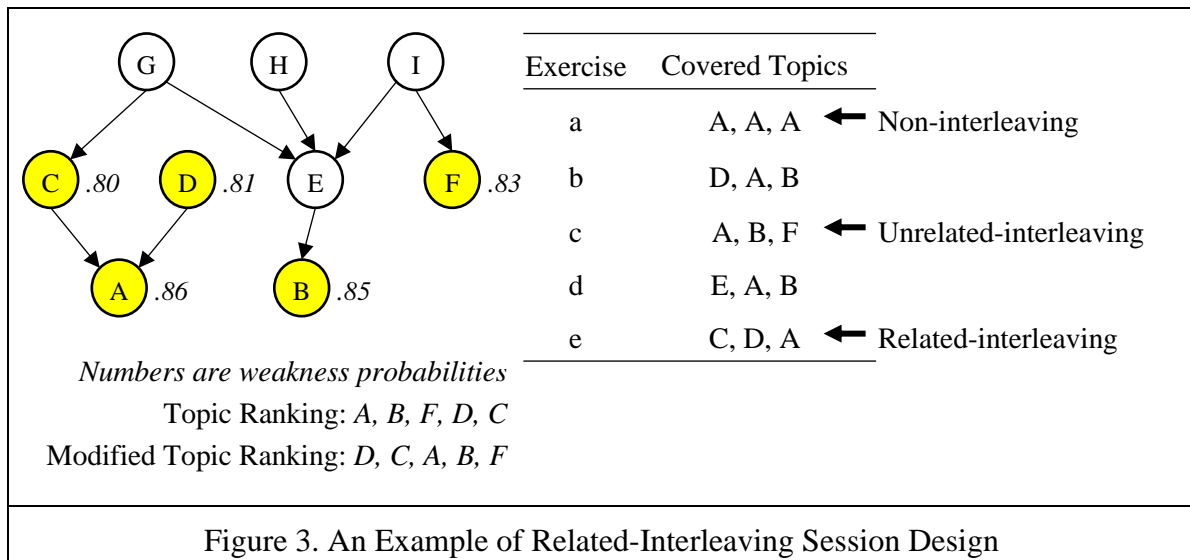 G H I
C .80 D .81 E F .83
A .86 B .85
Numbers are weakness probabilities
Topic Ranking: A, B, F, D, C
Modified Topic Ranking: D, C, A, B, F
Exercise Covered Topics
a A, A, A Non-interleaving
b D, A, B
c A, B, F Unrelated-interleaving
d E, A, B
e C, D, A Related-interleaving
Figure 3. An Example of Related-Interleaving Session Design